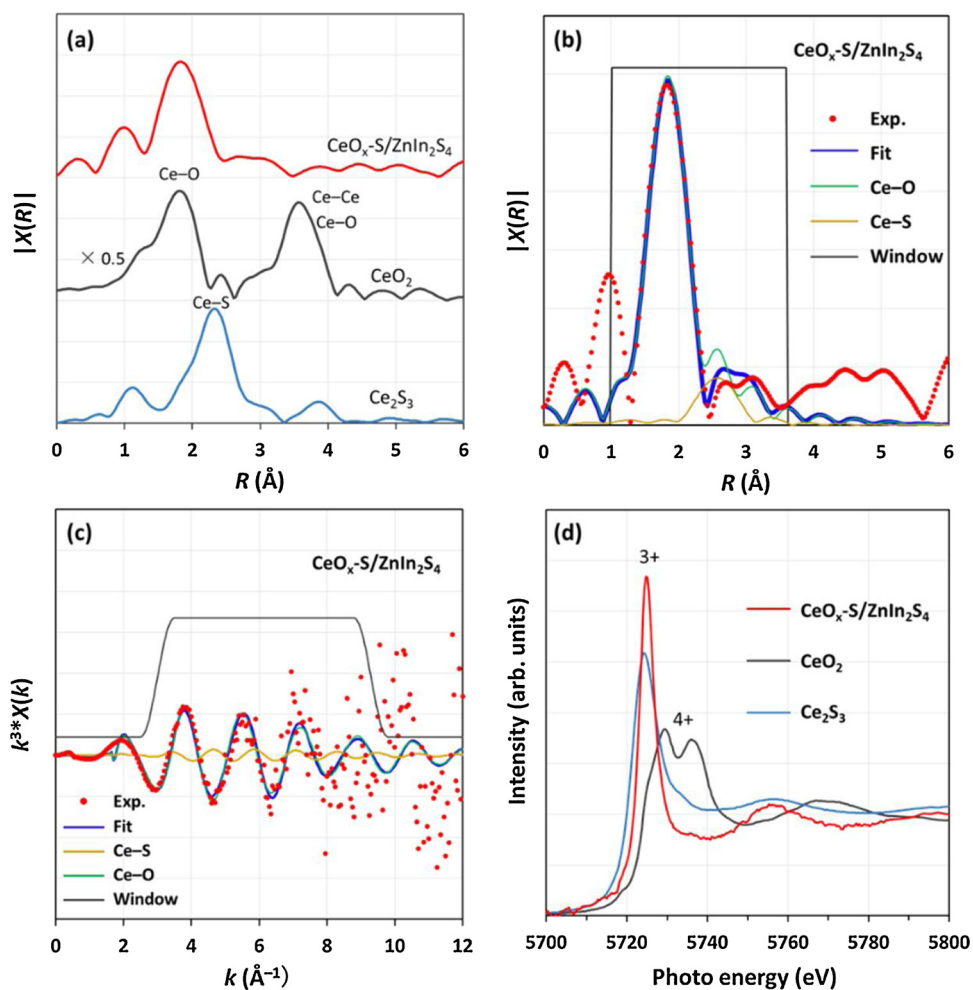 (a)
CeOₓ-S/ZnIn₂S₄
Ce–O
Ce–Ce
Ce–O
× 0.5
CeO₂
Ce–S
Ce₂S₃
|X(R)|
0 1 2 3 4 5 6
R (Å)
(b)
CeOₓ-S/ZnIn₂S₄
Exp.
Fit
Ce–O
Ce–S
Window
|X(R)|
0 1 2 3 4 5 6
R (Å)
(c)
CeOₓ-S/ZnIn₂S₄
k³*X((k)
Exp.
Fit
Ce–S
Ce–O
Window
0 2 4 6 8 10 12
k (Å⁻¹)
(d)
3+
4+
CeOₓ-S/ZnIn₂S₄
CeO₂
Ce₂S₃
Intensity (arb. units)
5700 5720 5740 5760 5780 5800
Photo energy (eV)